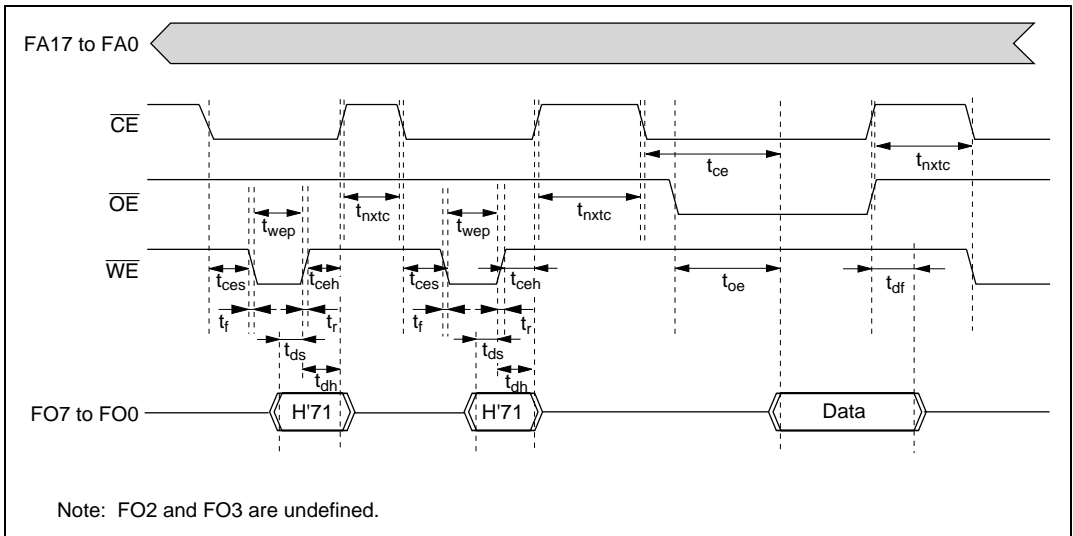 FA17 to FA0
CE
tce
tnxtc
OE
twep
tnxtc
twep
tnxtc
WE
tces
tceh
tces
tceh
toe
tdf
tf
tr
tf
tr
tds
tds
tdh
tdh
FO7 to FO0
H'71
H'71
Data
Note: FO2 and FO3 are undefined.